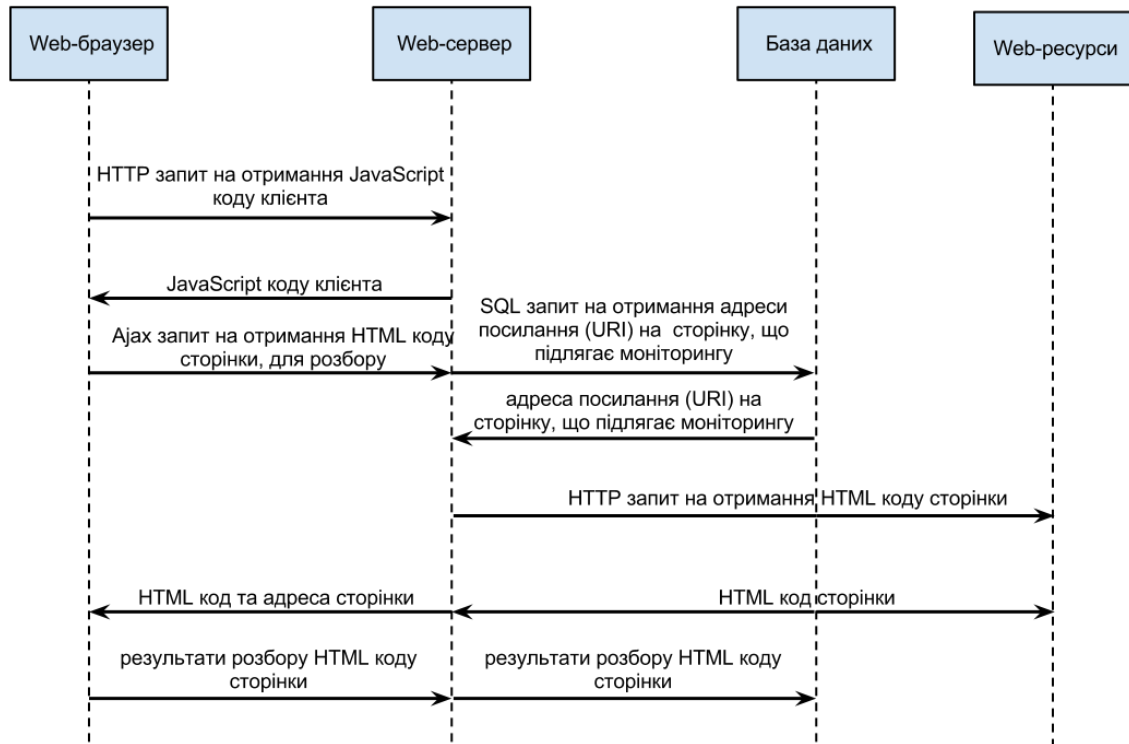 Web-браузер
Web-сервер
База даних
Web-ресурси
HTTP запит на отримання JavaScript
коду клієнта
JavaScript коду клієнта
Ajax запит на отримання HTML коду
сторінки, для розбору
SQL запит на отримання адреси
посилання (URI) на сторінку, що
підлягає моніторингу
адреса посилання (URI) на
сторінку, що підлягає моніторингу
HTTP запит на отримання HTML коду сторінки
HTML код та адреса сторінки
HTML код сторінки
результати розбору HTML коду
сторінки
результати розбору HTML коду
сторінки